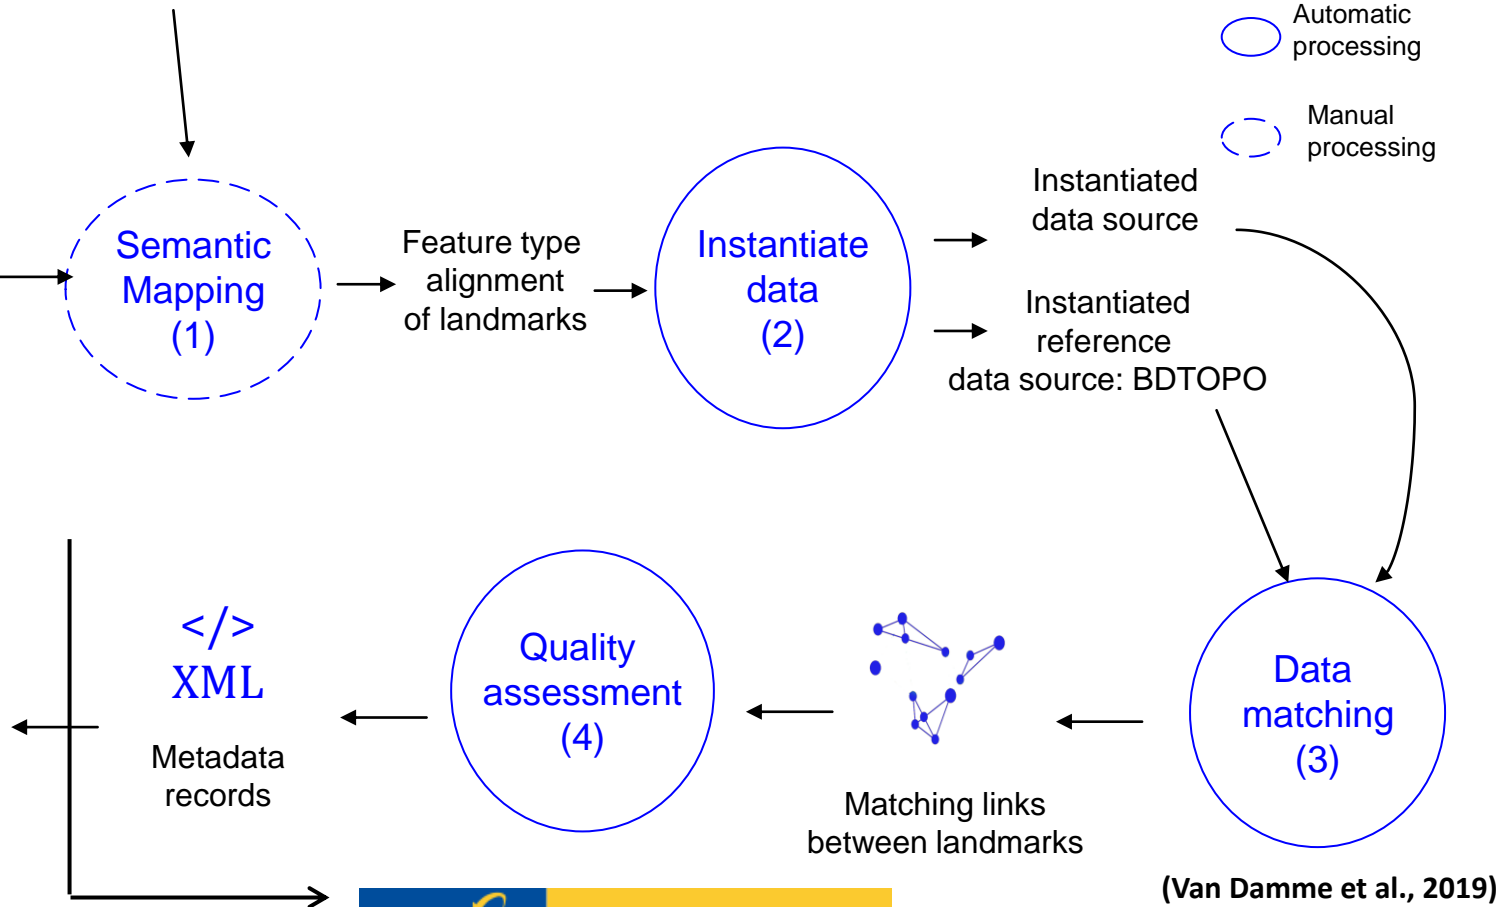 Automatic
processing
Manual
processing
Semantic
Mapping
(1)
Feature type
alignment
of landmarks
Instantiate
data
(2)
Instantiated
data source
Instantiated
reference
data source: BDTOPO
Data
matching
(3)
Matching links
between landmarks
Quality
assessment
(4)
</>
XML
Metadata
records
(Van Damme et al., 2019)